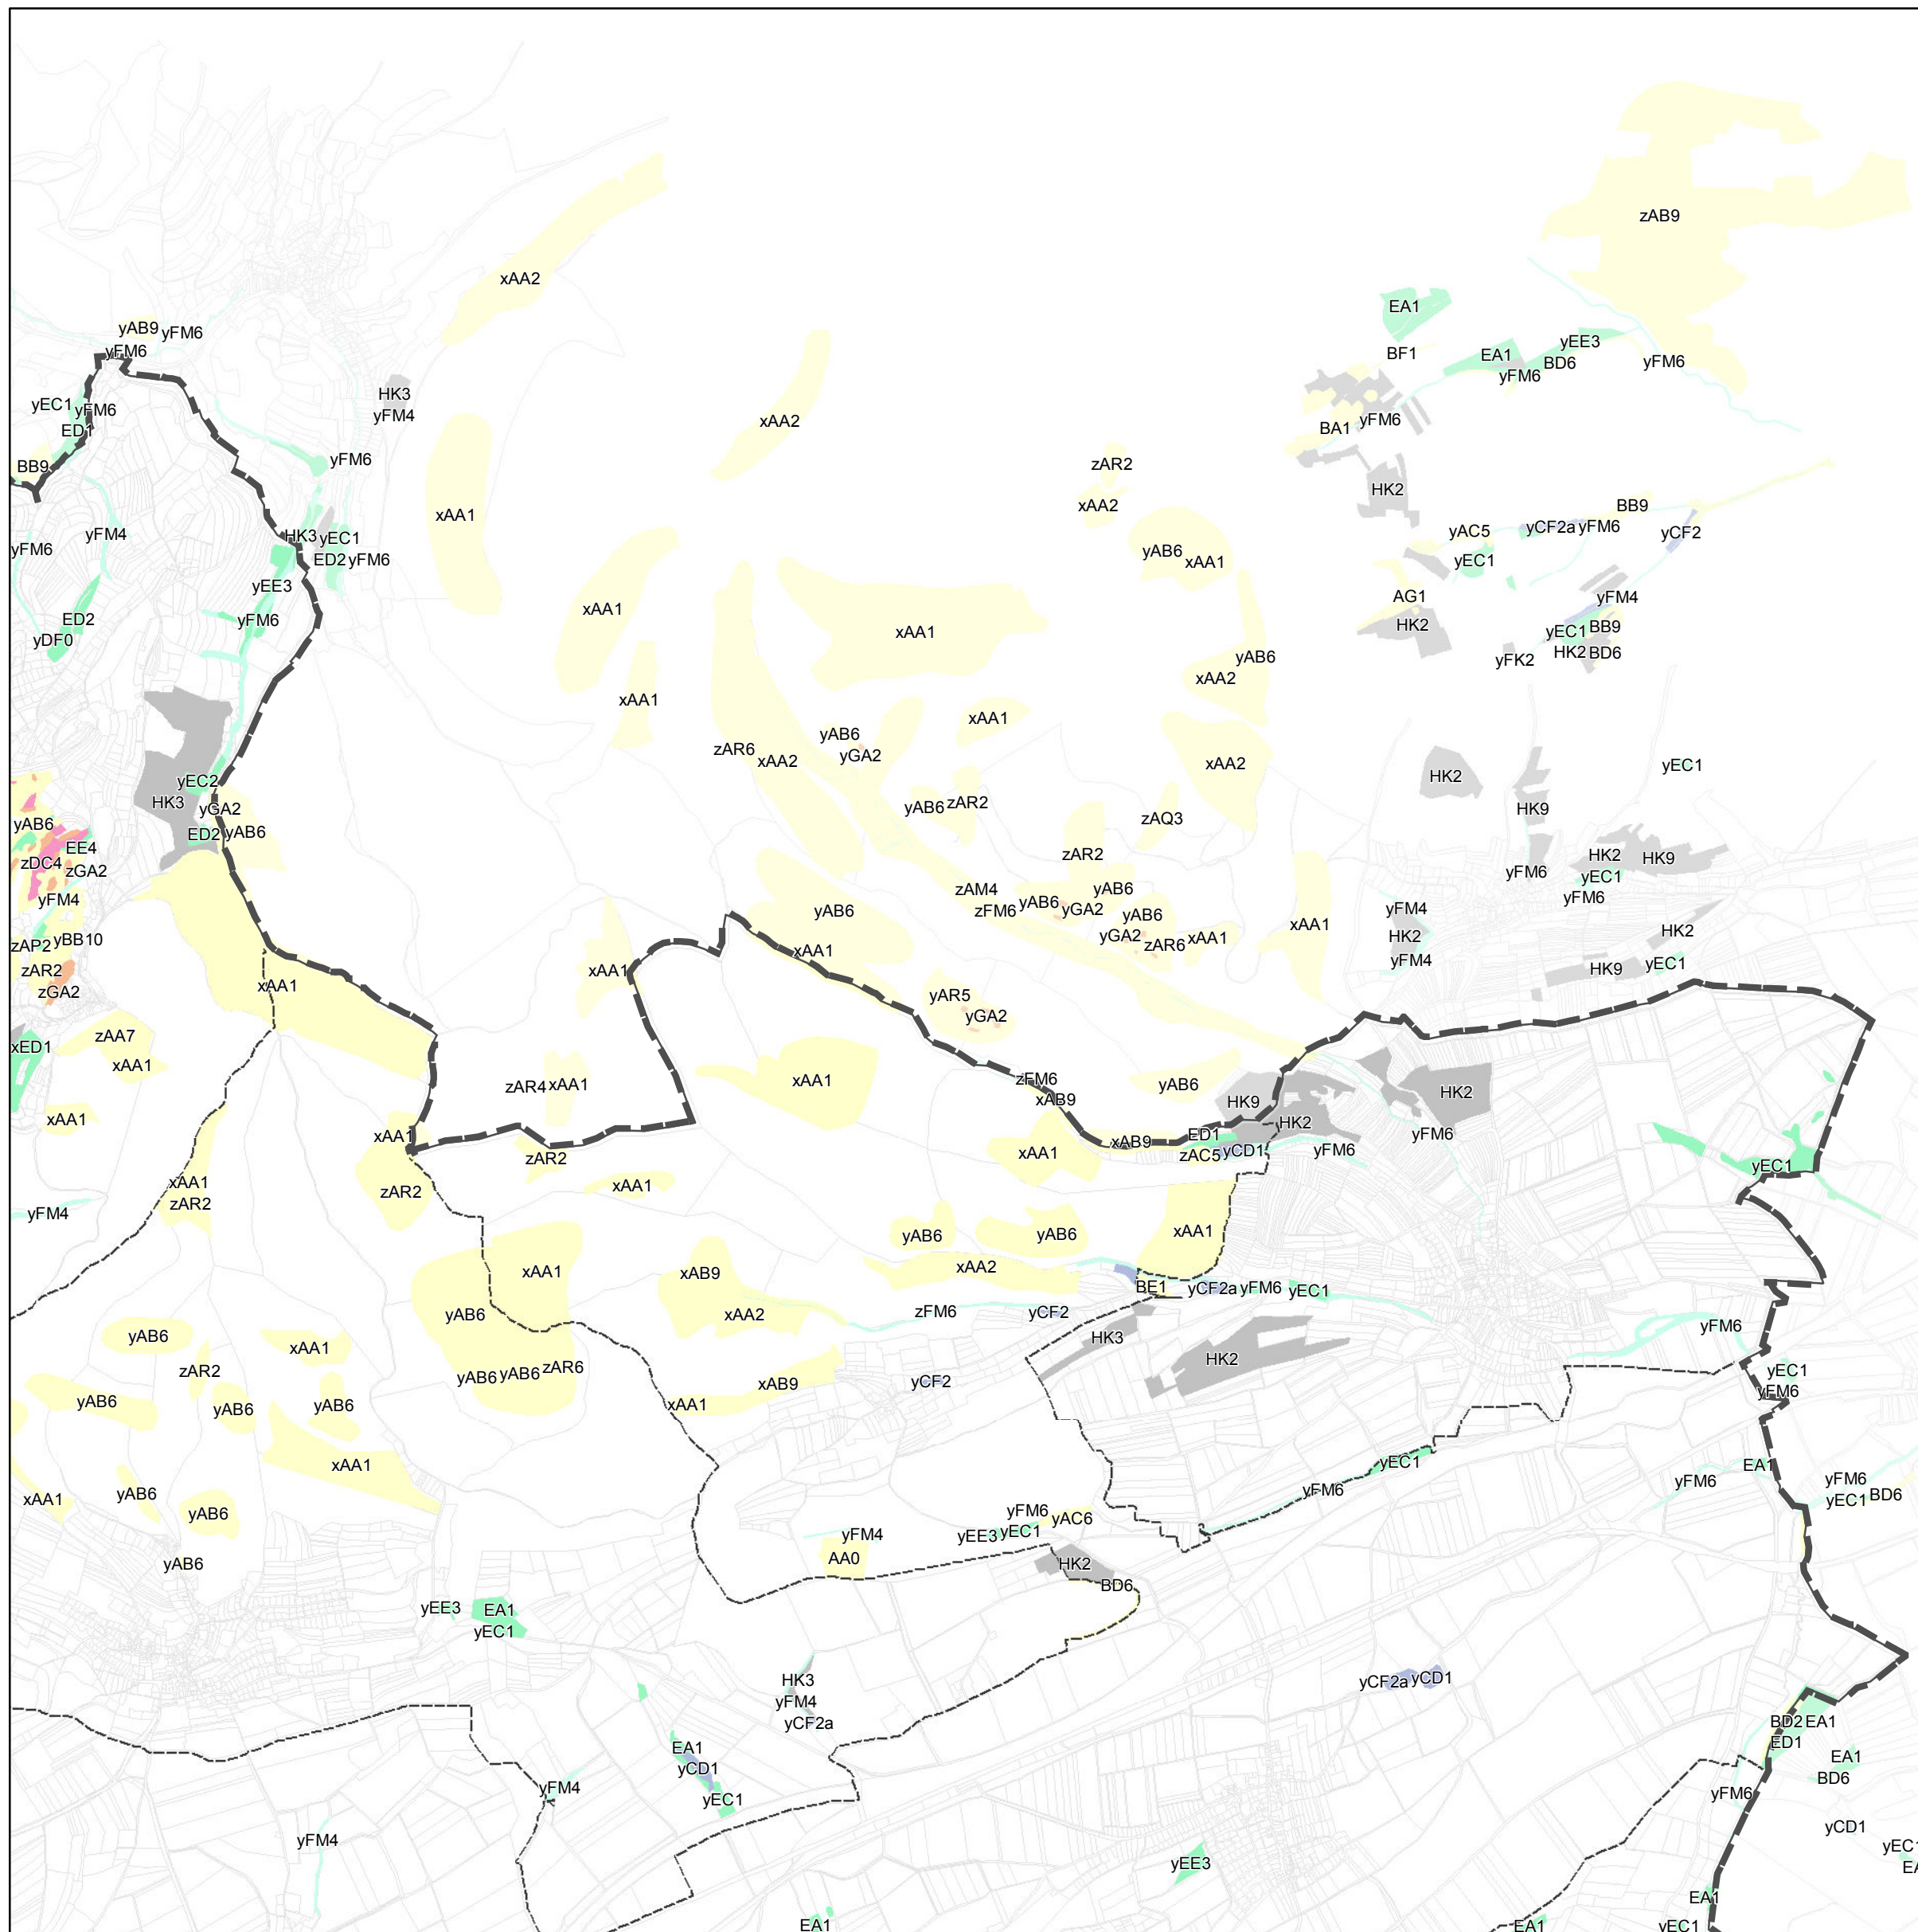 zAB9
xAA2
EA1
yAB9 yFM6
yFM6
BF1
EA1
yEE3
BD6
yFM6
yFM6
HK3
yFM4
yEC1
yFM6
ED1
xAA2
BA1
yFM6
yFM6
BB9
zAR2
HK2
xAA2
BB9
xAA1
yFM4
yFM6
HK3
yEC1
ED2
yFM6
yAC5
yCF2a
yFM6
yCF2
yEC1
yAB6
xAA1
yEE3
xAA1
AG1
yFM4
ED2
yFM6
yDF0
xAA1
HK2
yEC1
BB9
HK2
BD6
yFK2
yAB6
xAA2
xAA1
xAA1
yAB6
yGA2
zAR6
xAA2
xAA2
HK2
yEC1
yEC2
HK3
yGA2
ED2
yAB6
yAB6
zAR2
zAQ3
HK9
yAB6
EE4
zDC4
zGA2
yFM4
zAR2
HK2
HK9
yEC1
yFM6
yFM6
zAM4
zFM6
yAB6
yGA2
yAB6
yAB6
yGA2
zAR6
xAA1
xAA1
yFM4
HK2
yFM4
yAB6
xAA1
HK2
HK9
yEC1
yBB10
zAP2
zAR2
zGA2
xAA1
xAA1
yAR5
yGA2
zAA7
xAA1
xED1
xAA1
zAR4
xAA1
xAA1
zFM6
xAB9
yAB6
HK9
HK2
HK2
yFM6
xAA1
zAR2
xAA1
xAB9
ED1
zAC5
yCD1
yFM6
yEC1
xAA1
zAR2
zAR2
xAA1
yFM4
yAB6
yAB6
xAA1
xAA1
xAB9
xAA2
BE1
yCF2a
yFM6
yEC1
yAB6
xAA2
zFM6
yCF2
HK3
yFM6
yAB6
xAA1
zAR2
HK2
yAB6
yAB6
zAR6
xAB9
yCF2
yEC1
yFM6
yAB6
yAB6
yAB6
xAA1
xAA1
yEC1
EA1
yFM6
yFM6
yFM6
yEC1
BD6
xAA1
yAB6
yAB6
yFM6
yAC6
yFM4
yEE3
yEC1
AA0
yAB6
HK2
BD6
yEE3
EA1
yEC1
HK3
yFM4
yCF2a
yCF2a
yCD1
BD2
EA1
ED1
EA1
yCD1
yEC1
EA1
BD6
yFM4
yFM6
yFM4
yCD1
yEE3
EA1
EA1
EA1
yEC1